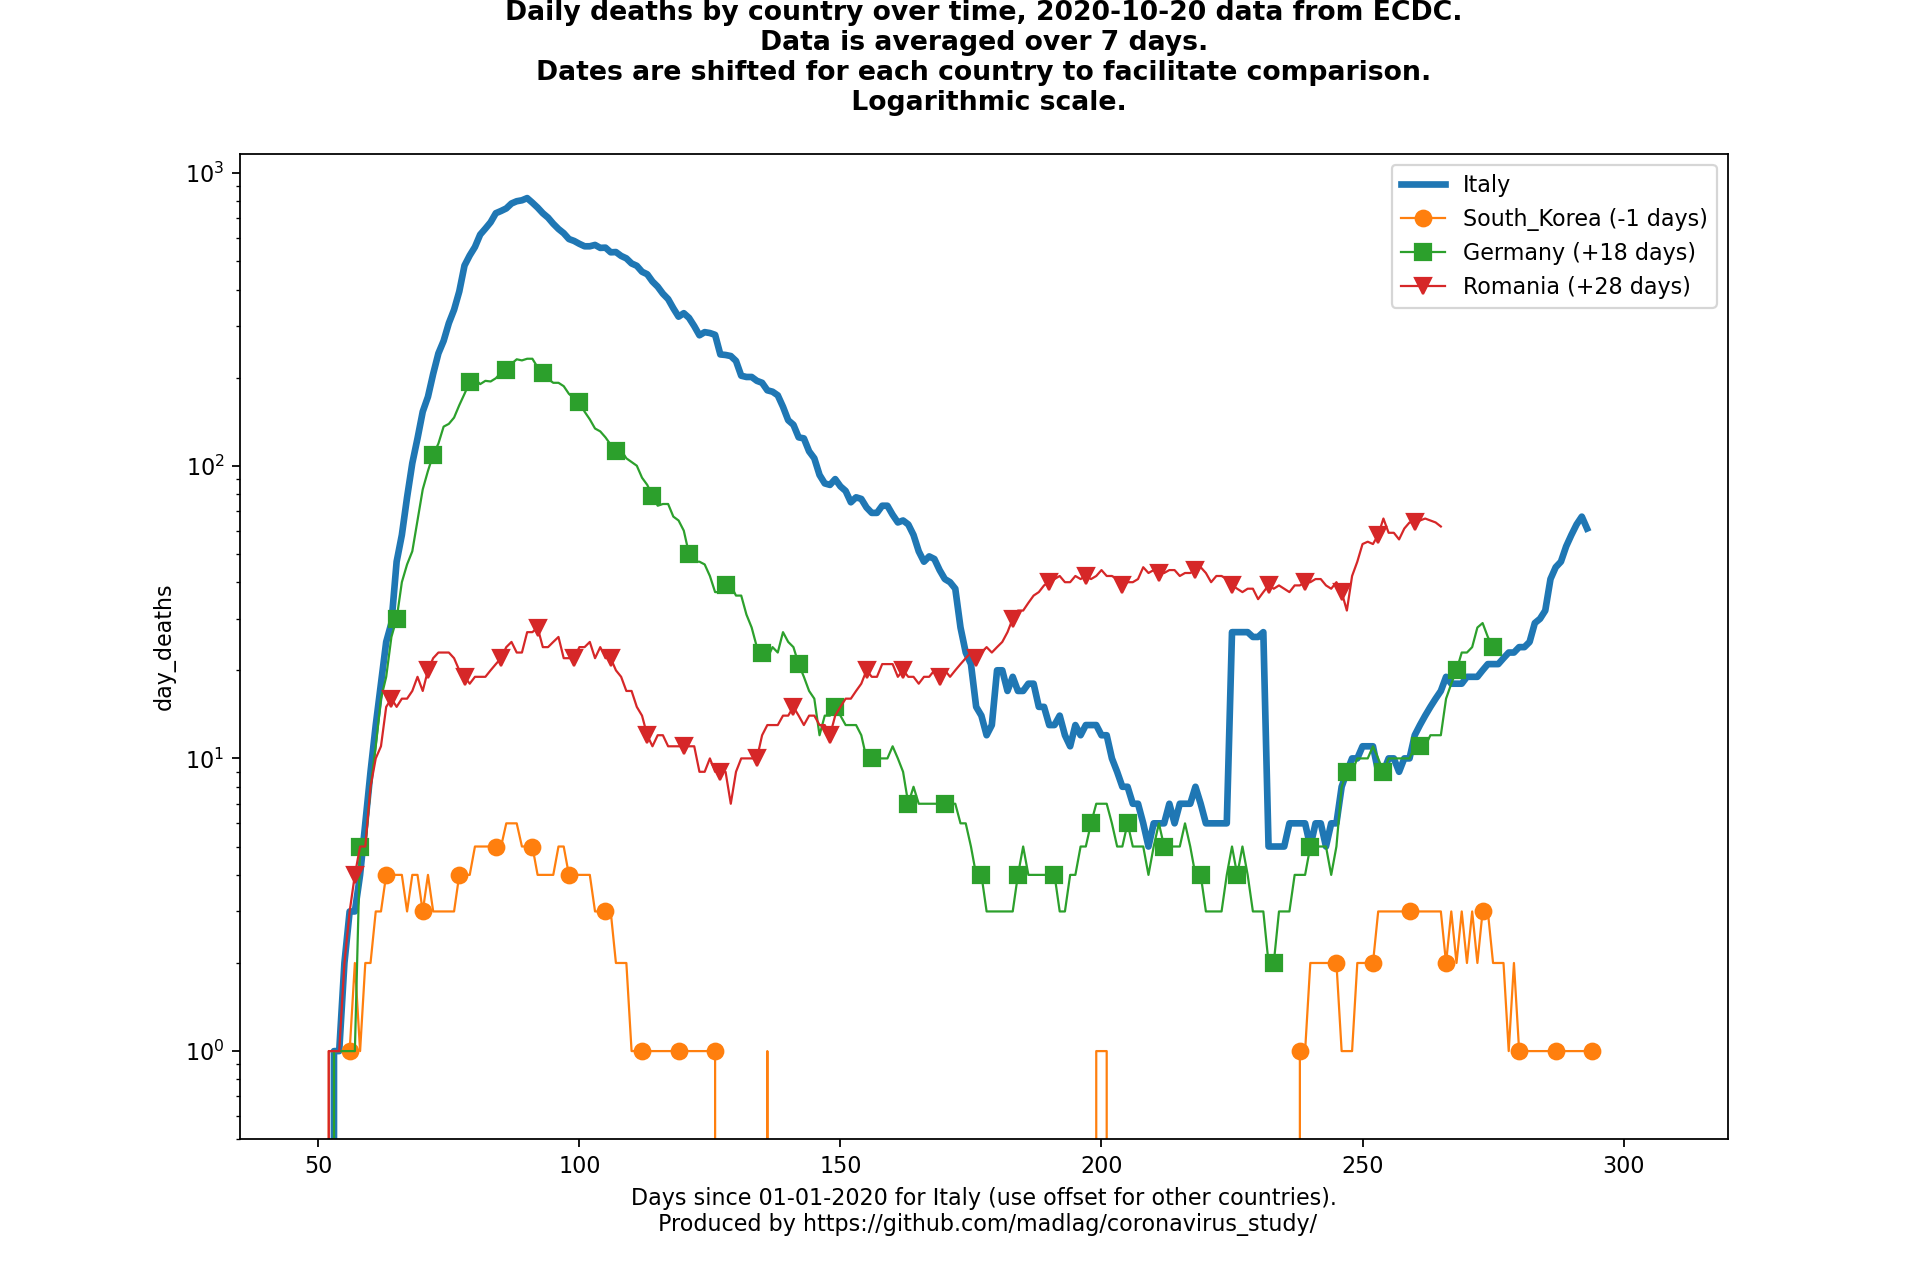 Daily deaths by country over time, 2020-10-20 data from ECDC.
Data is averaged over 7 days.
Dates are shifted for each country to facilitate comparison.
Logarithmic scale.
10³
10²
10¹
10⁰
day_deaths
Italy
South_Korea (-1 days)
Germany (+18 days)
Romania (+28 days)
50 100 150 200 250 300
Days since 01-01-2020 for Italy (use offset for other countries).
Produced by https://github.com/madlag/coronavirus_study/